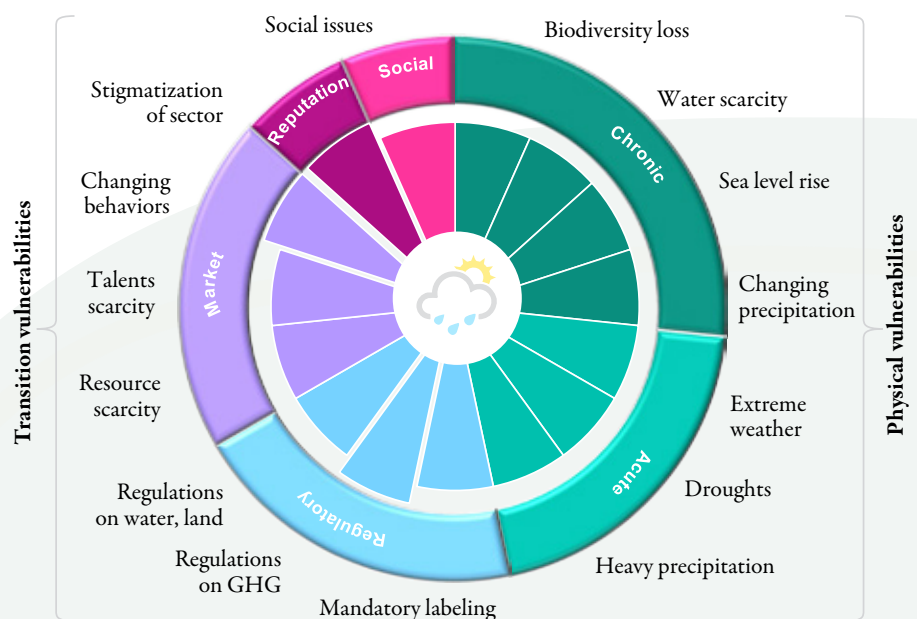 Social issues
Biodiversity loss
Social
Stigmatization
of sector
Reputation
Water scarcity
Chronic
Changing
behaviors
Sea level rise
Transition vulnerabilities
Physical vulnerabilities
Market
Talents
scarcity
Changing
precipitation
Resource
scarcity
Extreme
weather
Acute
Droughts
Regulations
on water, land
Regulatory
Regulations
on GHG
Heavy precipitation
Mandatory labeling